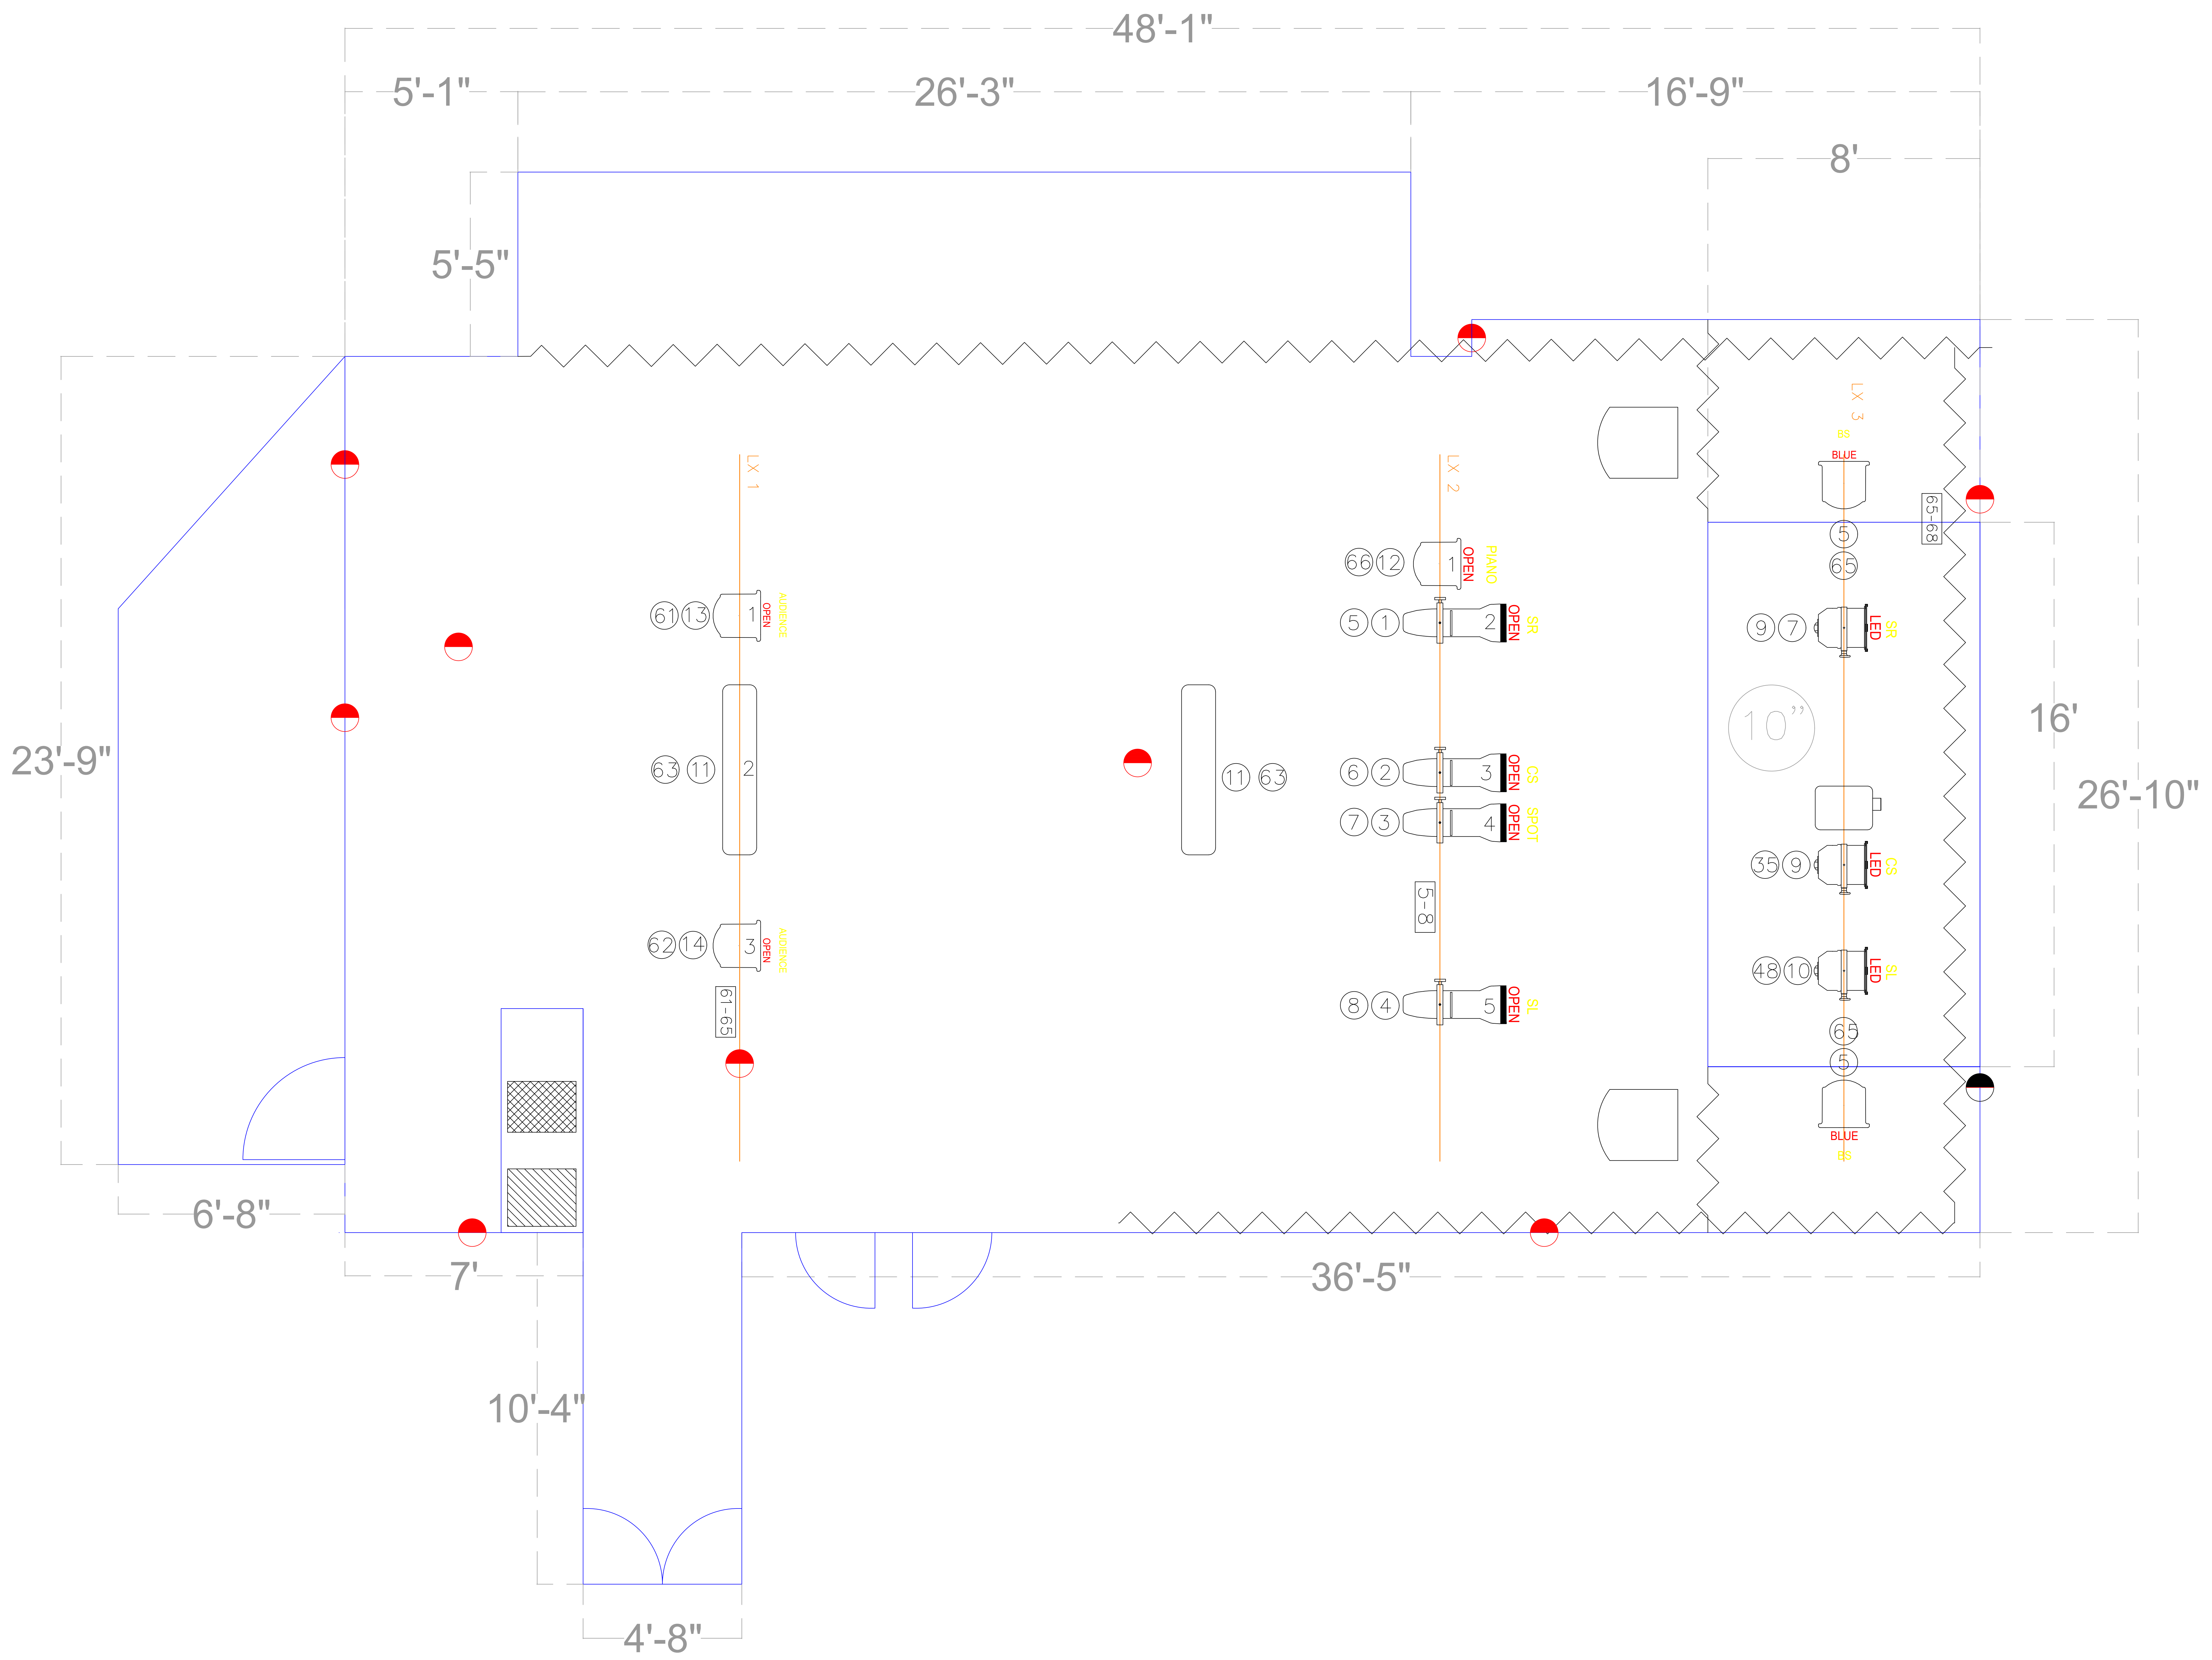 48'-1"
5'-1"
26'-3"
16'-9"
8'
5'-5"
LX 3
BS
BLUE
LX 1
LX 2
65-68
5
65
66 12 1 OPEN PIANO
61 13 1 OPEN AUDIENCE
5 1 2 OPEN SR
9 7 LED SR
10”
16'
23'-9"
26'-10"
63 11 2
11 63
6 2 3 OPEN CS
7 3 4 OPEN SPOT
35 9 LED CS
5-8
62 14 3 OPEN AUDIENCE
48 10 LED SL
61-65
8 4 5 OPEN SL
65
5
BLUE
BS
6'-8"
7'
36'-5"
10'-4"
4'-8"